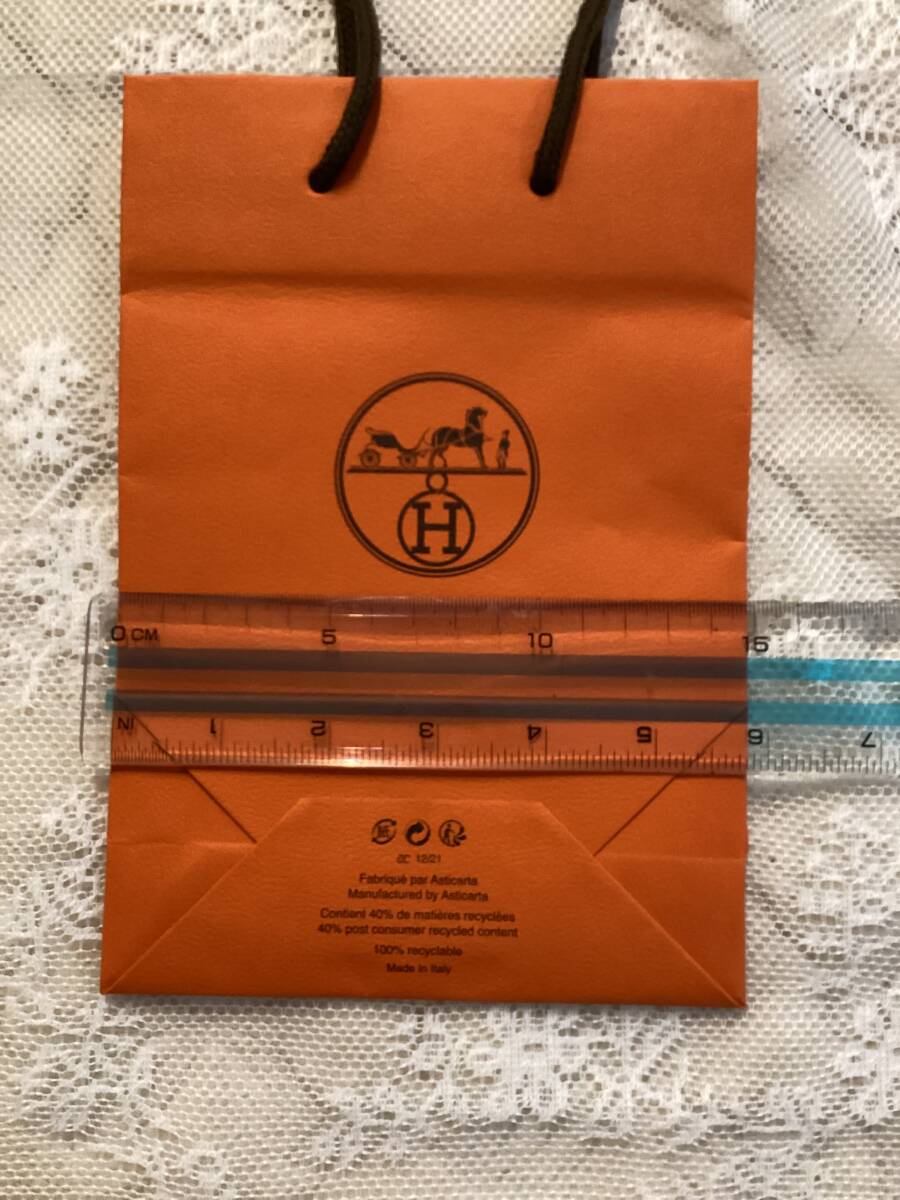 H
0 CM 5 10 15
IN 1 2 3 4 5 6 7
12/21
Fabriqué par Asticarta
Manufactured by Asticarta
Contient 40% de matières recyclées
40% post consumer recycled content
100% recyclable
Made in Italy